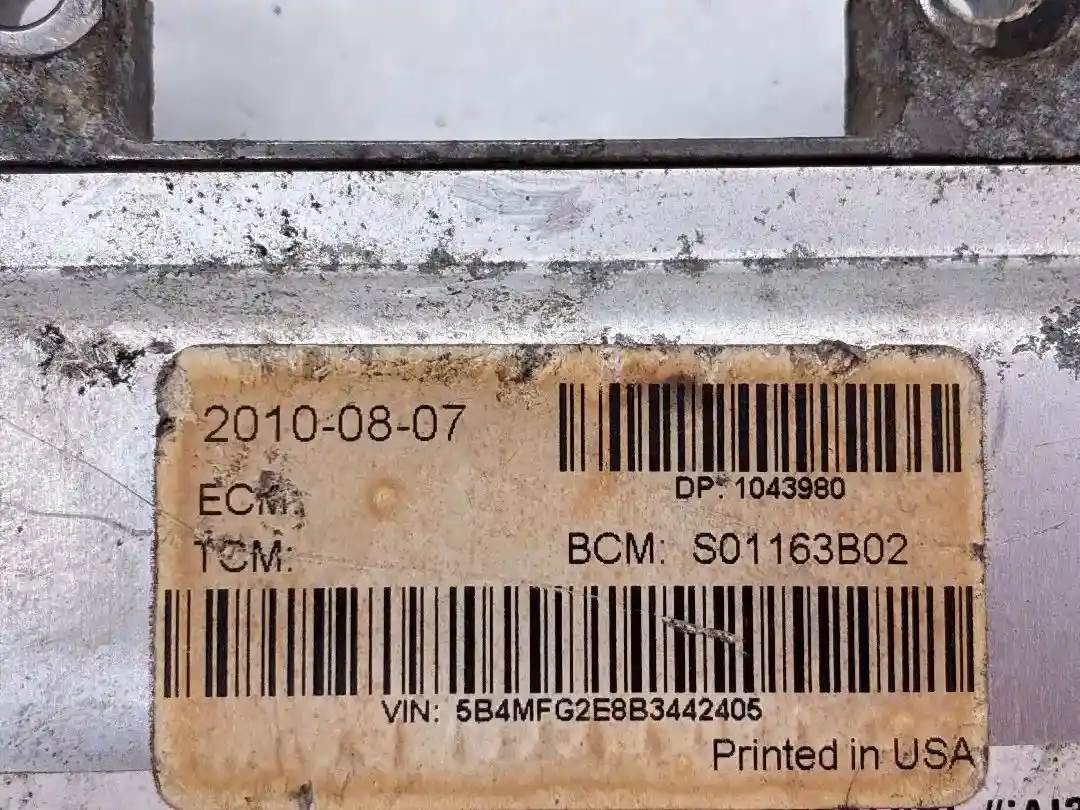 2010-08-07
DP: 1043980
ECM:
TCM:
BCM: S01163B02
VIN: 5B4MFG2E8B3442405
Printed in USA